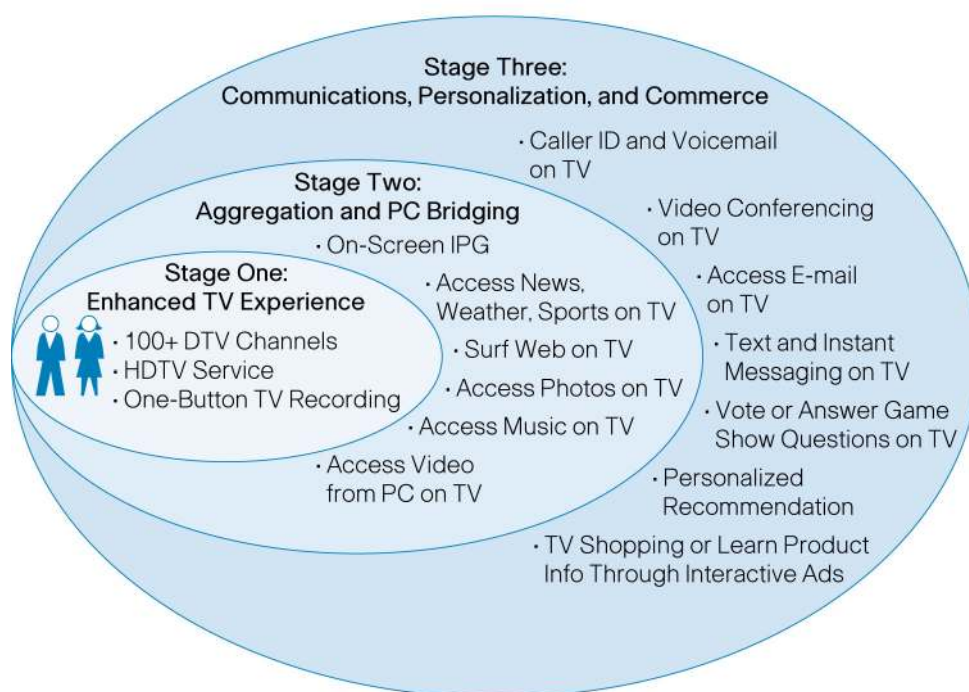 Stage Three:
Communications, Personalization, and Commerce
· Caller ID and Voicemail
on TV
· Video Conferencing
on TV
· Access E-mail
on TV
· Text and Instant
Messaging on TV
· Vote or Answer Game
Show Questions on TV
· Personalized
Recommendation
· TV Shopping or Learn Product
Info Through Interactive Ads
Stage Two:
Aggregation and PC Bridging
· On-Screen IPG
· Access News,
Weather, Sports on TV
· Surf Web on TV
· Access Photos on TV
· Access Music on TV
· Access Video
from PC on TV
Stage One:
Enhanced TV Experience
· 100+ DTV Channels
· HDTV Service
· One-Button TV Recording